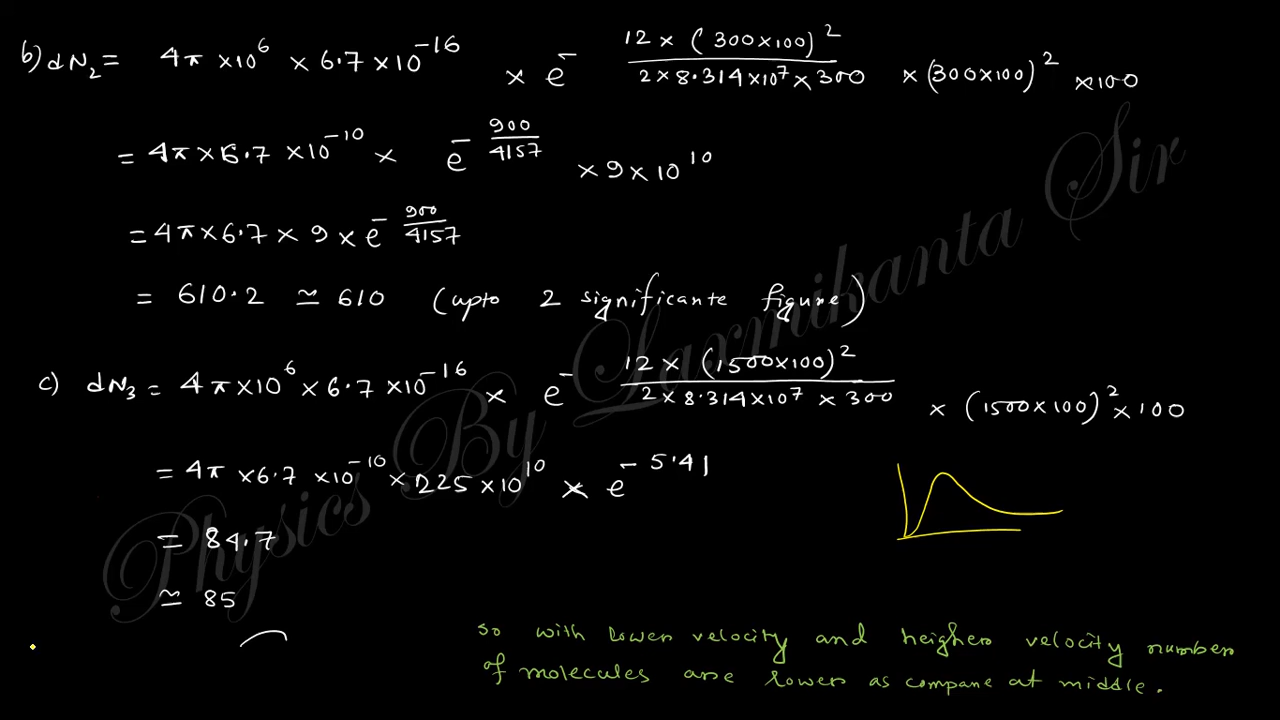 b) dN₂ = 4π × 10⁶ × 6.7 × 10⁻¹⁶ × e^(− 12 × (300×100)² / 2 × 8.314×10⁷ × 300) × (300×100)² × 100
= 4π × 6.7 × 10⁻¹⁰ × e^(− 900/4157) × 9 × 10¹⁰
= 4π × 6.7 × 9 × e^(− 900/4157)
= 610.2 ≃ 610 (upto 2 significante figure)
c) dN₃ = 4π × 10⁶ × 6.7 × 10⁻¹⁶ × e^(− 12 × (1500×100)² / 2 × 8.314×10⁷ × 300) × (1500×100)² × 100
= 4π × 6.7 × 10⁻¹⁰ × 225 × 10¹⁰ × e^(− 5.41)
= 84.7
≃ 85
so with lower velocity and heigher velocity number
of molecules are lower as compare at middle.
Physics By Laxmikanta Sir